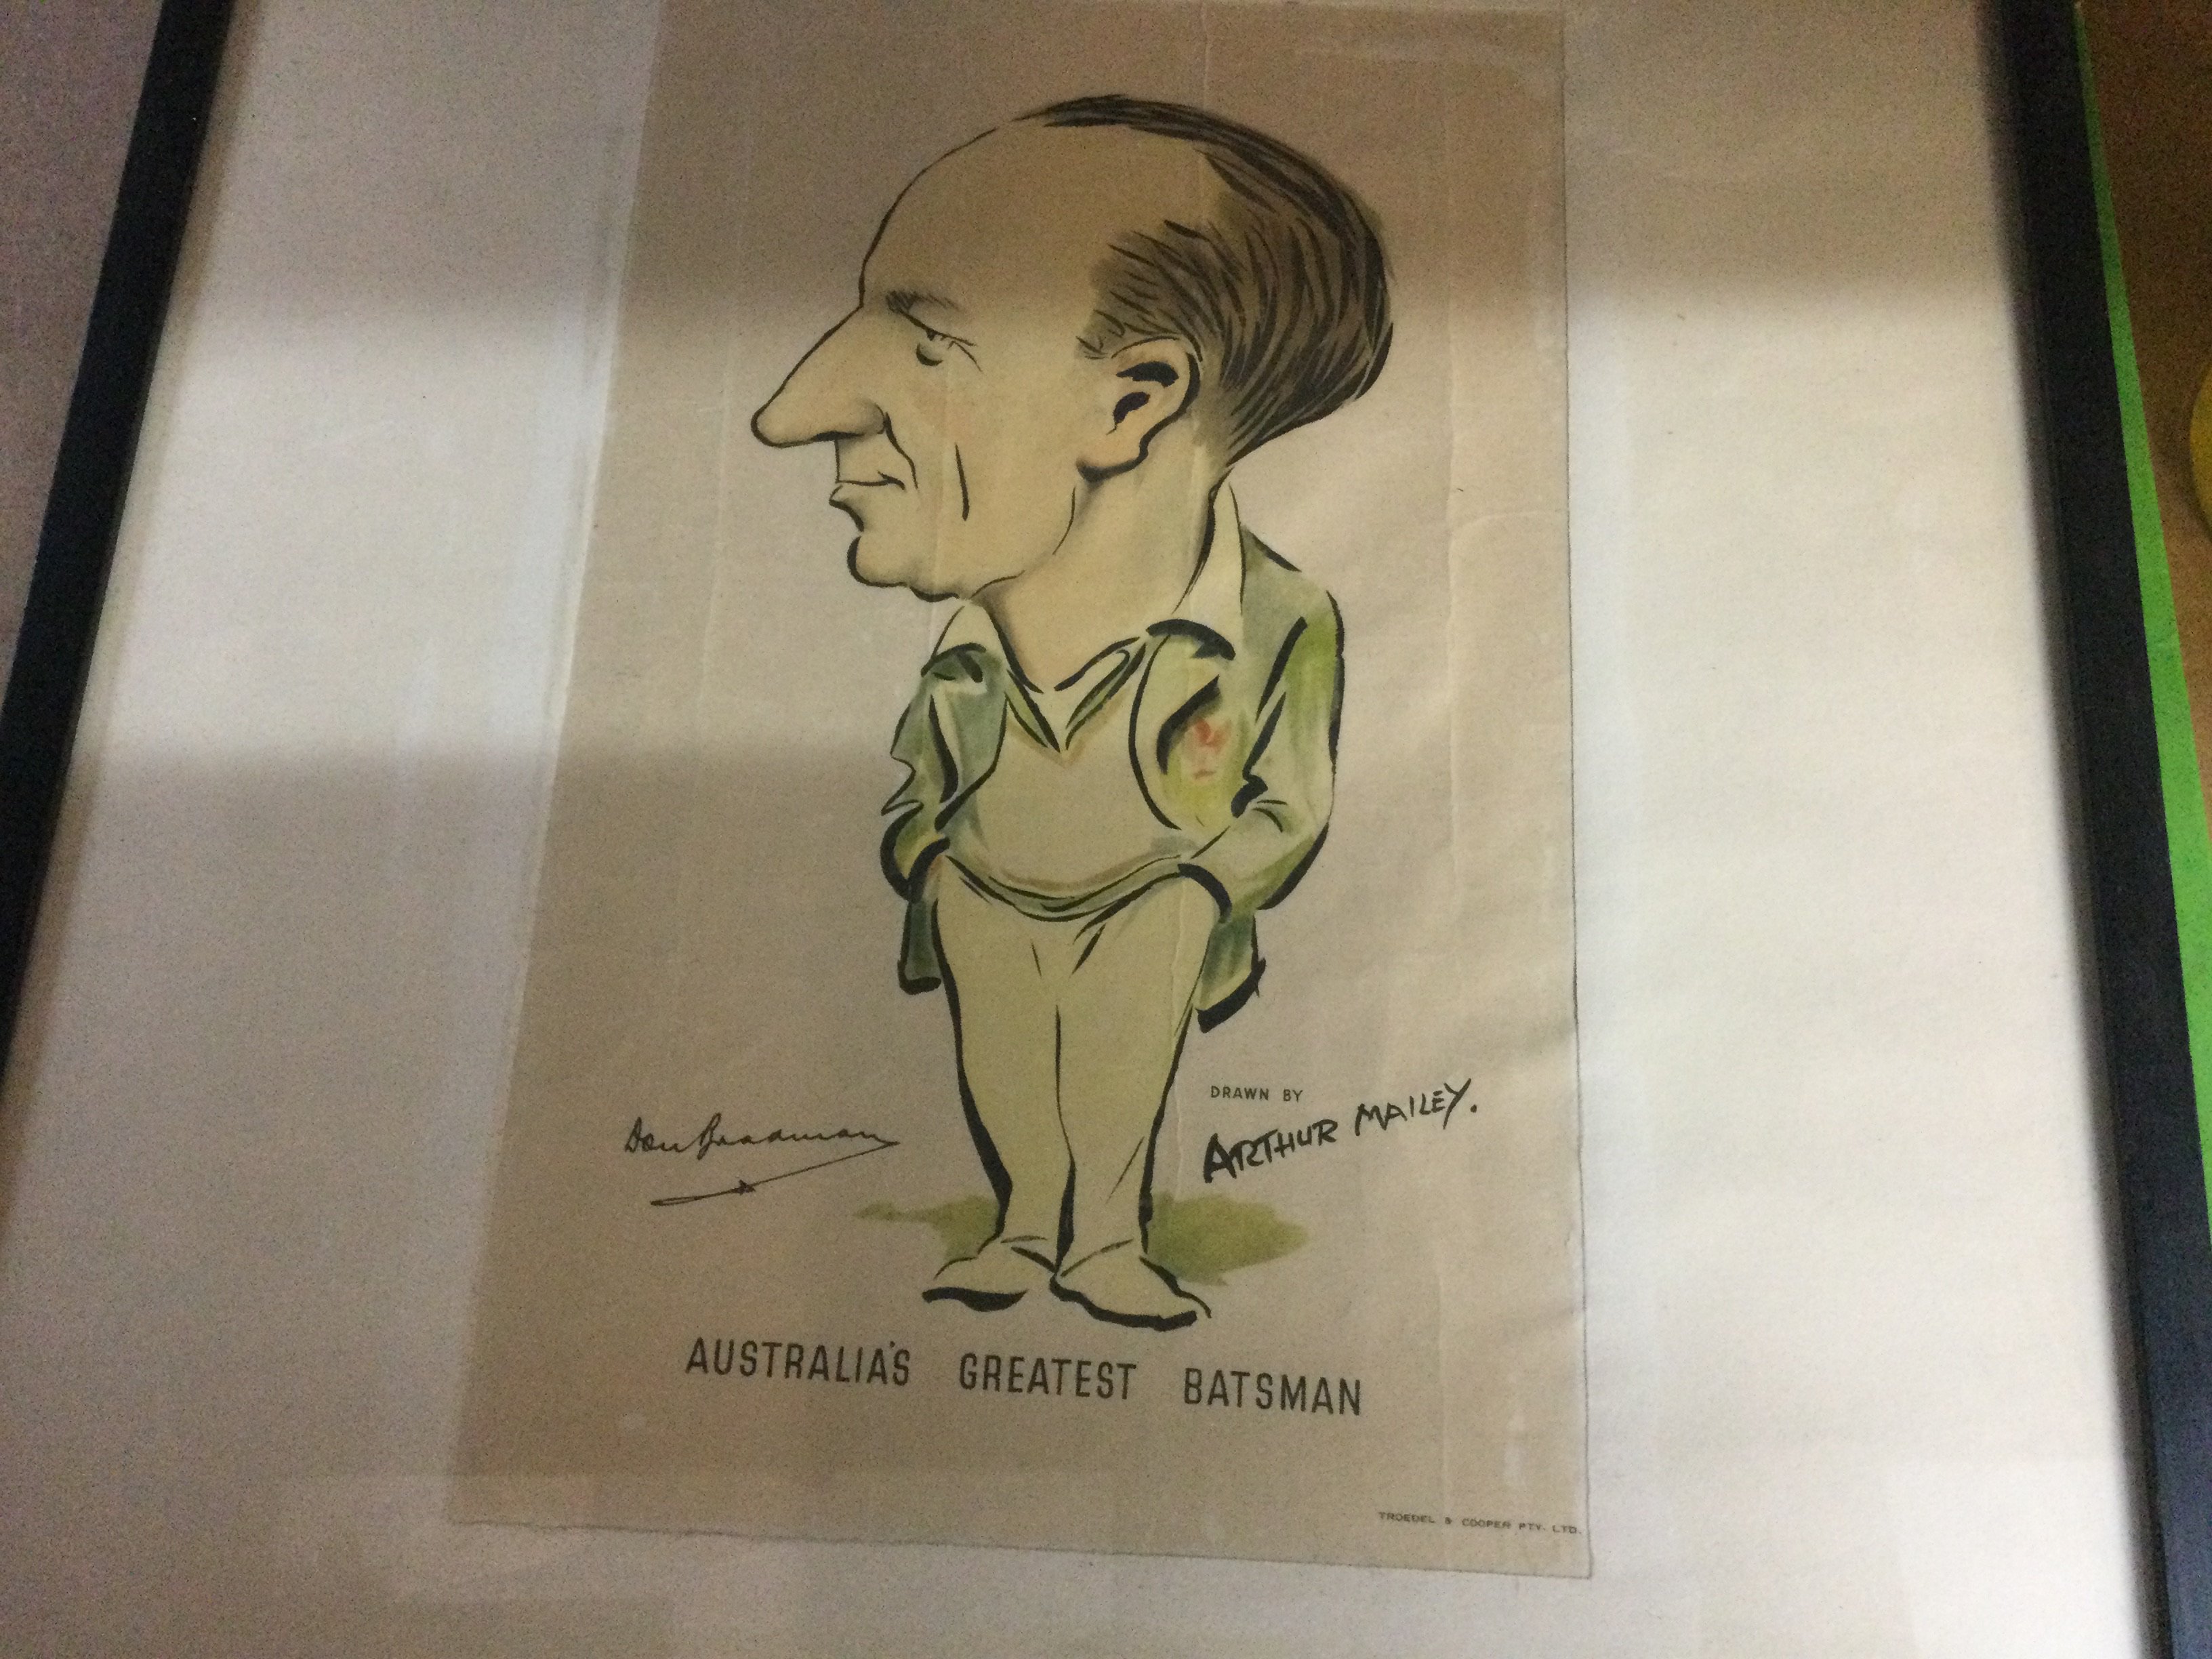 Don Bradman
DRAWN BY
ARTHUR MAILEY.
AUSTRALIA'S GREATEST BATSMAN
TROEDEL & COOPER PTY. LTD.